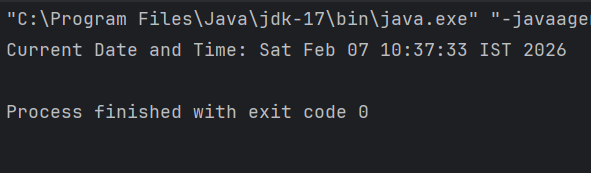 "C:\Program Files\Java\jdk-17\bin\java.exe" "-javaage
Current Date and Time: Sat Feb 07 10:37:33 IST 2026
Process finished with exit code 0